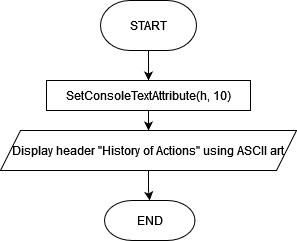 START
SetConsoleTextAttribute(h, 10)
Display header "History of Actions" using ASCII art
END